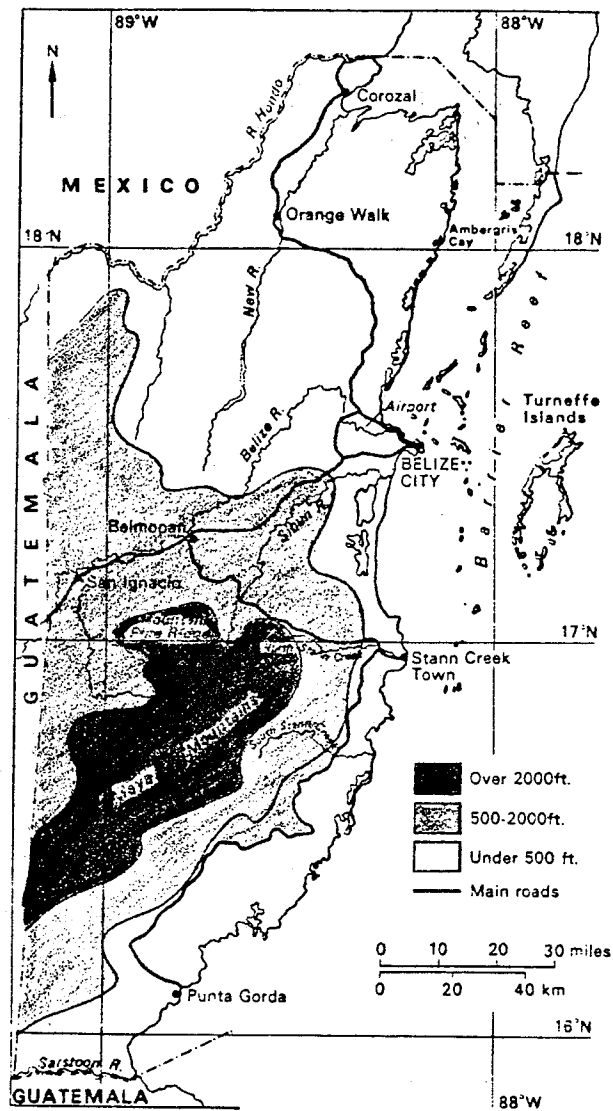 89°W
88°W
N
Corozal
R. Hondo
MEXICO
Orange Walk
Ambergris
Cay
18°N
18°N
New R.
Barrier Reef
Turneffe
Islands
Airport
Belize R.
BELIZE
CITY
GUATEMALA
Belmopan
Sibun R.
San Ignacio
Mountain
Pine Ridge
17°N
Stann Creek
Town
Maya Mountains
South Stann
Over 2000ft.
500-2000ft.
Under 500 ft.
Main roads
0 10 20 30 miles
0 20 40 km
Punta Gorda
16°N
Sarstoon R.
GUATEMALA
88°W